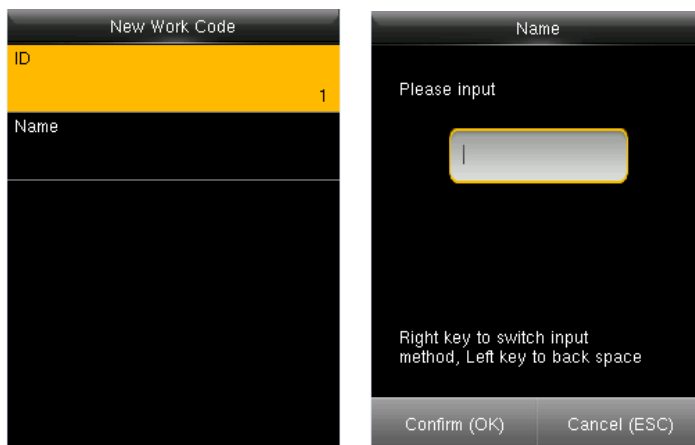 New Work Code
ID
1
Name
Name
Please input
Right key to switch input
method, Left key to back space
Confirm (OK)
Cancel (ESC)